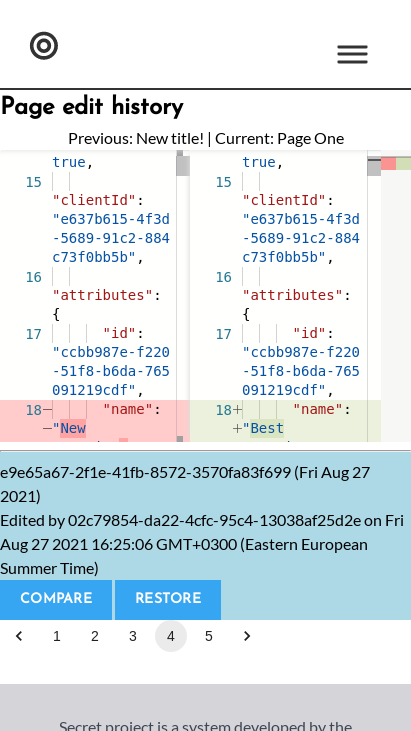 Page edit history
Previous: New title! | Current: Page One
true,
15
"clientId":
"e637b615-4f3d
-5689-91c2-884
c73f0bb5b",
16
"attributes":
{
17 "id":
"ccbb987e-f220
-51f8-b6da-765
091219cdf",
18− "name":
−"New
true,
15
"clientId":
"e637b615-4f3d
-5689-91c2-884
c73f0bb5b",
16
"attributes":
{
17 "id":
"ccbb987e-f220
-51f8-b6da-765
091219cdf",
18+ "name":
+"Best
e9e65a67-2f1e-41fb-8572-3570fa83f699 (Fri Aug 27
2021)
Edited by 02c79854-da22-4cfc-95c4-13038af25d2e on Fri
Aug 27 2021 16:25:06 GMT+0300 (Eastern European
Summer Time)
COMPARE RESTORE
1 2 3 4 5
Secret project is a system developed by the